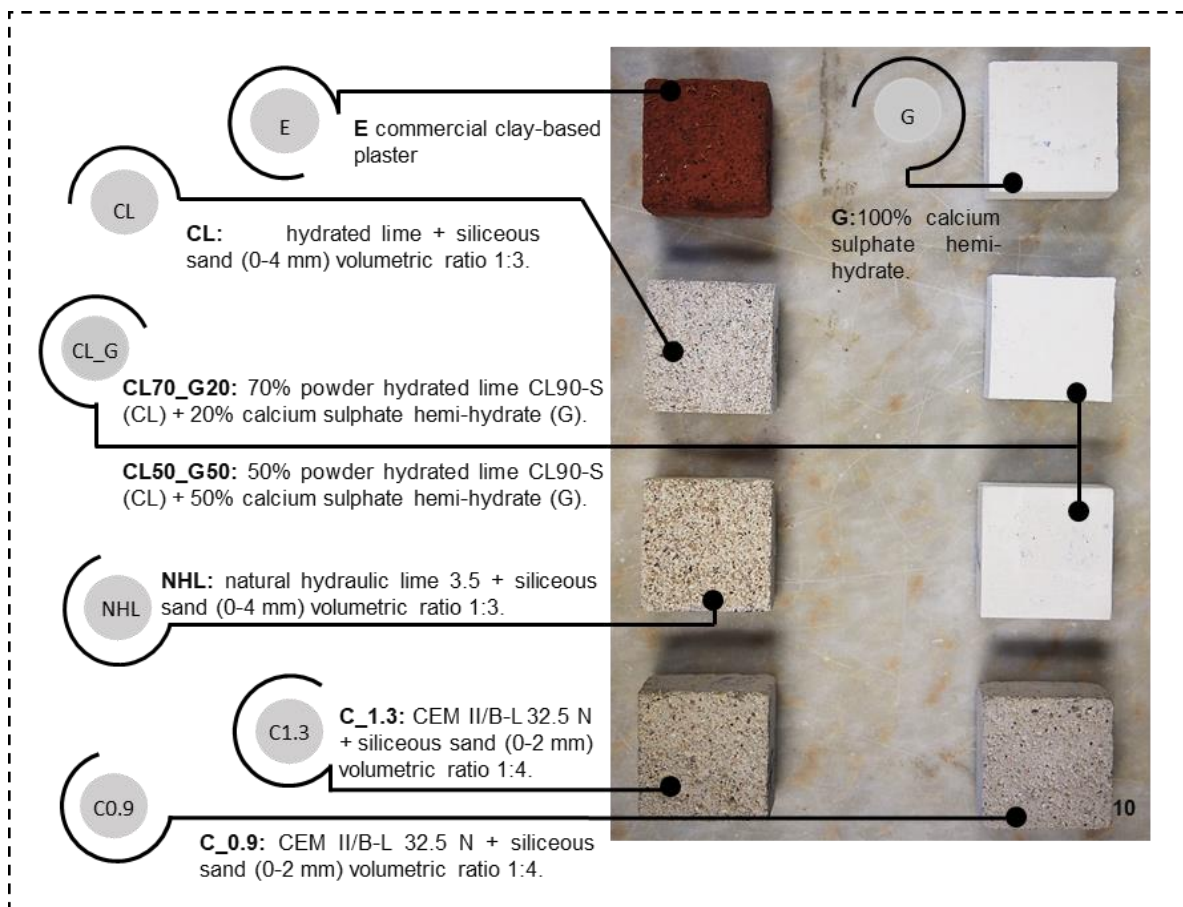 E
E commercial clay-based
plaster
G
G:100% calcium
sulphate hemi-
hydrate.
CL
CL: hydrated lime + siliceous
sand (0-4 mm) volumetric ratio 1:3.
CL_G
CL70_G20: 70% powder hydrated lime CL90-S
(CL) + 20% calcium sulphate hemi-hydrate (G).
CL50_G50: 50% powder hydrated lime CL90-S
(CL) + 50% calcium sulphate hemi-hydrate (G).
NHL
NHL: natural hydraulic lime 3.5 + siliceous
sand (0-4 mm) volumetric ratio 1:3.
C1.3
C_1.3: CEM II/B-L 32.5 N
+ siliceous sand (0-2 mm)
volumetric ratio 1:4.
C0.9
C_0.9: CEM II/B-L 32.5 N + siliceous
sand (0-2 mm) volumetric ratio 1:4.
10